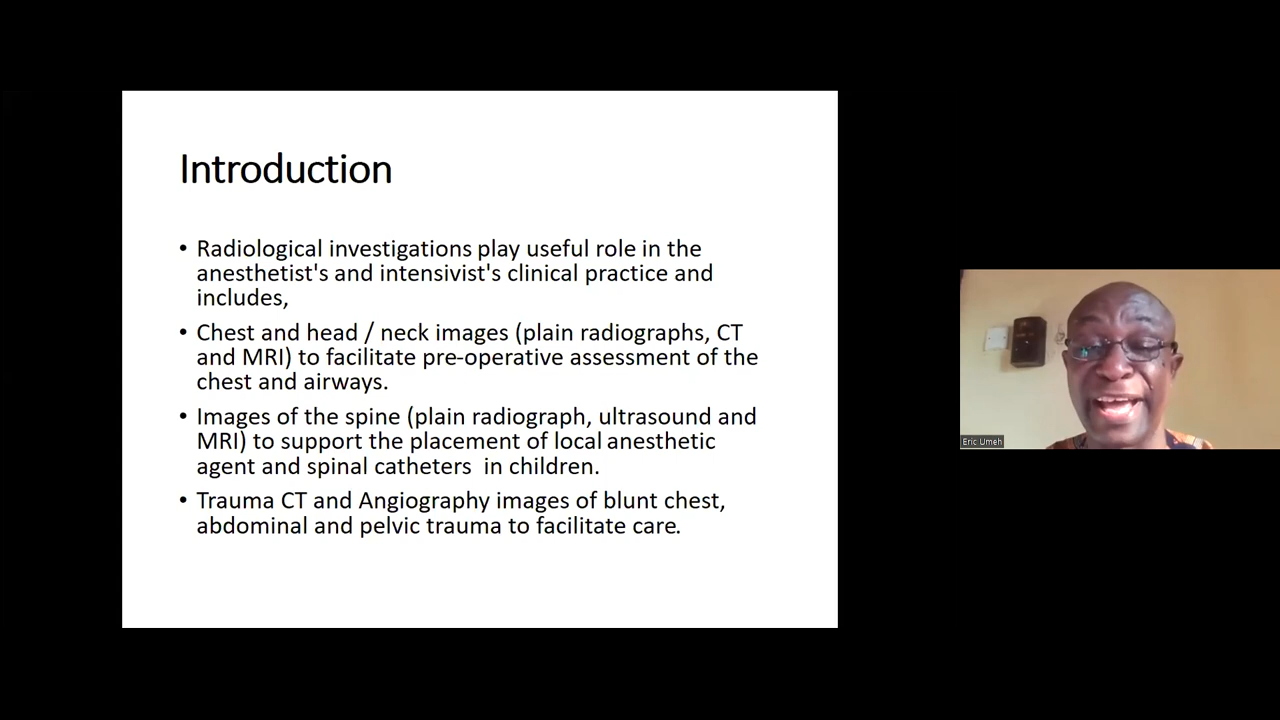 Introduction
• Radiological investigations play useful role in the
anesthetist's and intensivist's clinical practice and
includes,
• Chest and head / neck images (plain radiographs, CT
and MRI) to facilitate pre-operative assessment of the
chest and airways.
• Images of the spine (plain radiograph, ultrasound and
MRI) to support the placement of local anesthetic
agent and spinal catheters  in children.
• Trauma CT and Angiography images of blunt chest,
abdominal and pelvic trauma to facilitate care.
Eric Umeh